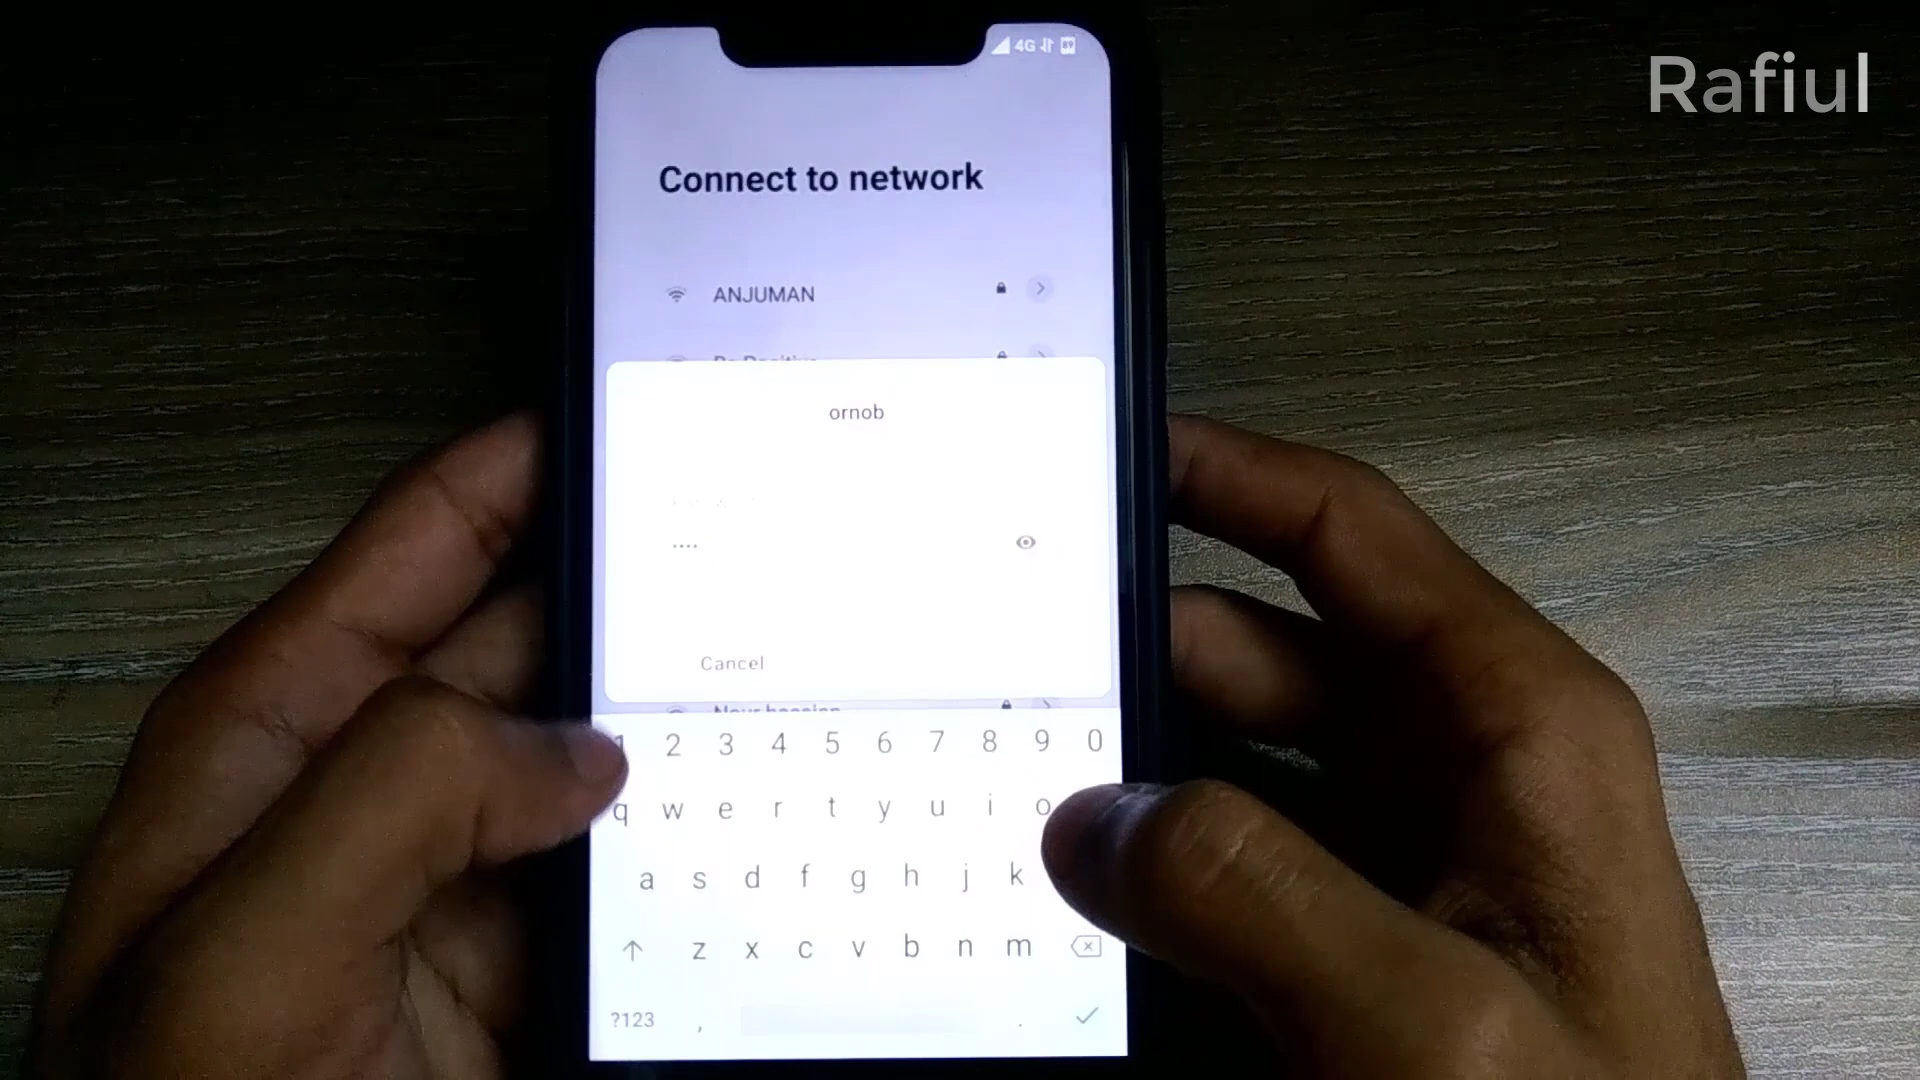 4G 89
Rafiul
Connect to network
ANJUMAN
ornob
....
Cancel
1 2 3 4 5 6 7 8 9 0
q w e r t y u i o
a s d f g h j k
z x c v b n m
?123 , .